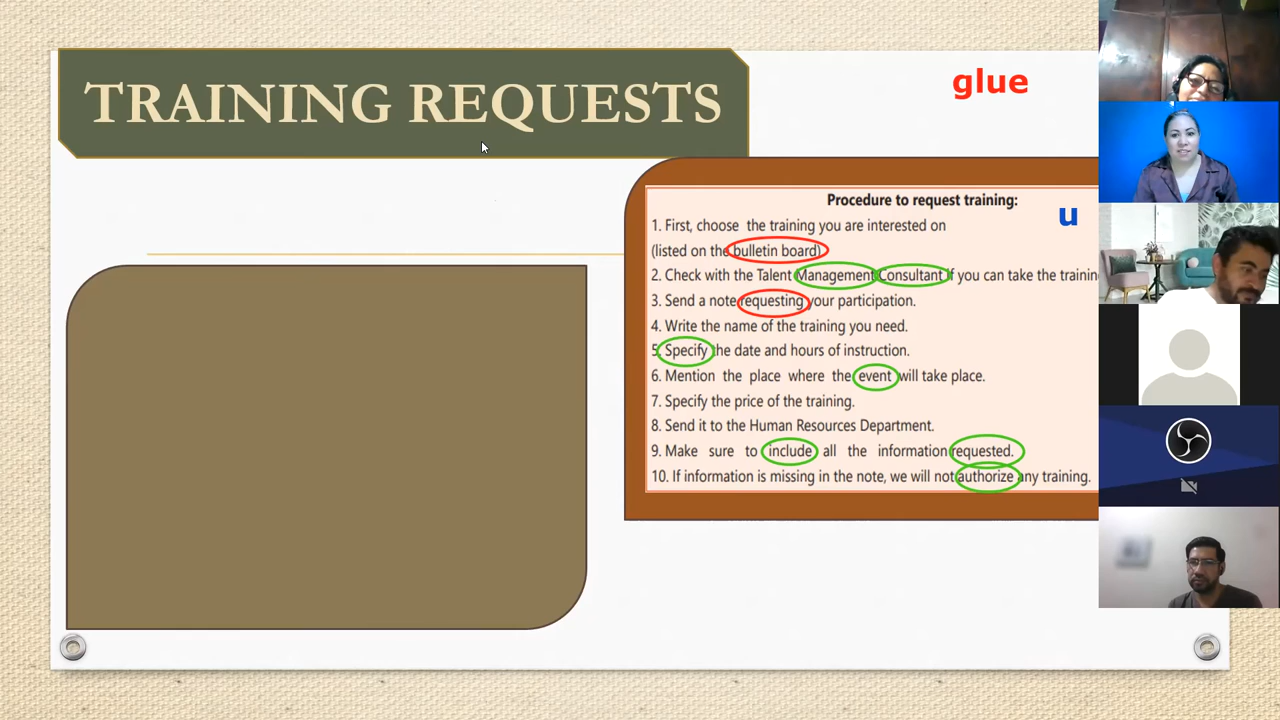 TRAINING REQUESTS
glue
u
Procedure to request training:
1. First, choose the training you are interested on
(listed on the bulletin board)
2. Check with the Talent Management Consultant if you can take the trainin
3. Send a note requesting your participation.
4. Write the name of the training you need.
5. Specify the date and hours of instruction.
6. Mention the place where the event will take place.
7. Specify the price of the training.
8. Send it to the Human Resources Department.
9. Make sure to include all the information requested.
10. If information is missing in the note, we will not authorize any training.